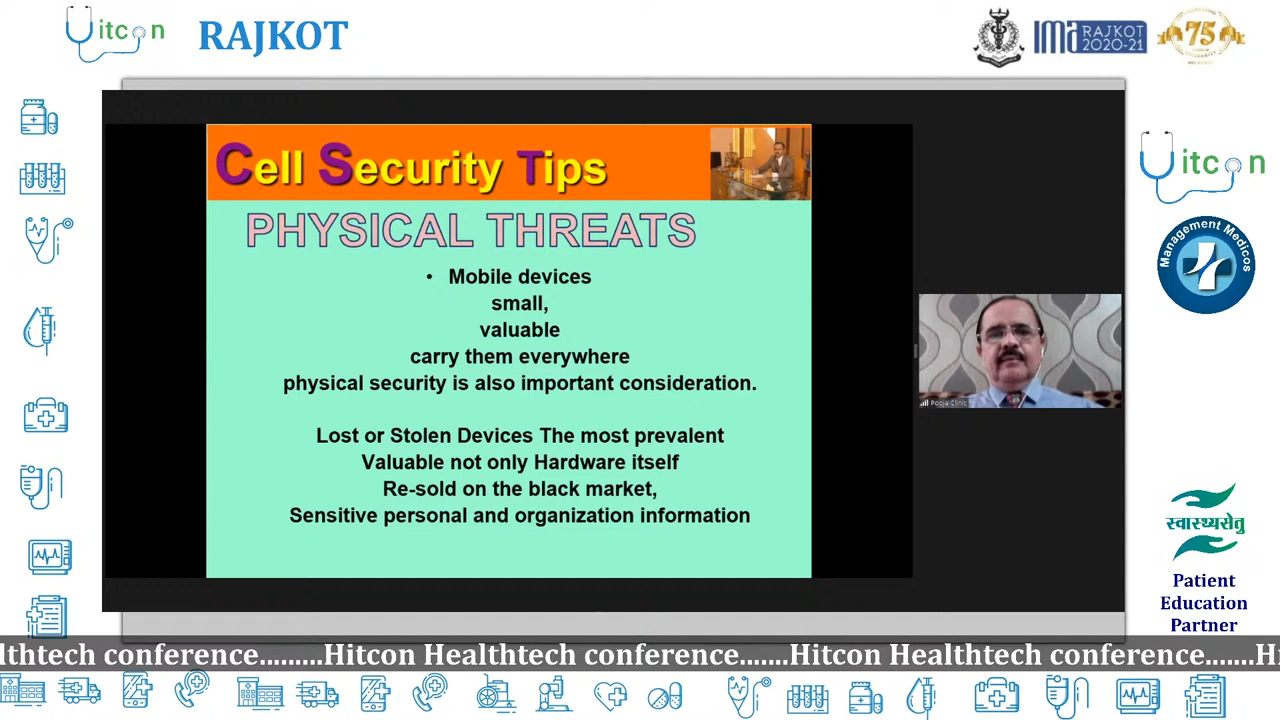 itcon RAJKOT
ima RAJKOT 2020-21
75
Cell Security Tips
PHYSICAL THREATS
• Mobile devices
small,
valuable
carry them everywhere
physical security is also important consideration.
Lost or Stolen Devices The most prevalent
Valuable not only Hardware itself
Re-sold on the black market,
Sensitive personal and organization information
Pooja Clinic
itcon
Management Medicos
स्वास्थ्यसेतु
Patient
Education
Partner
lthtech conference.........Hitcon Healthtech conference.......Hitcon Healthtech conference.......Hi